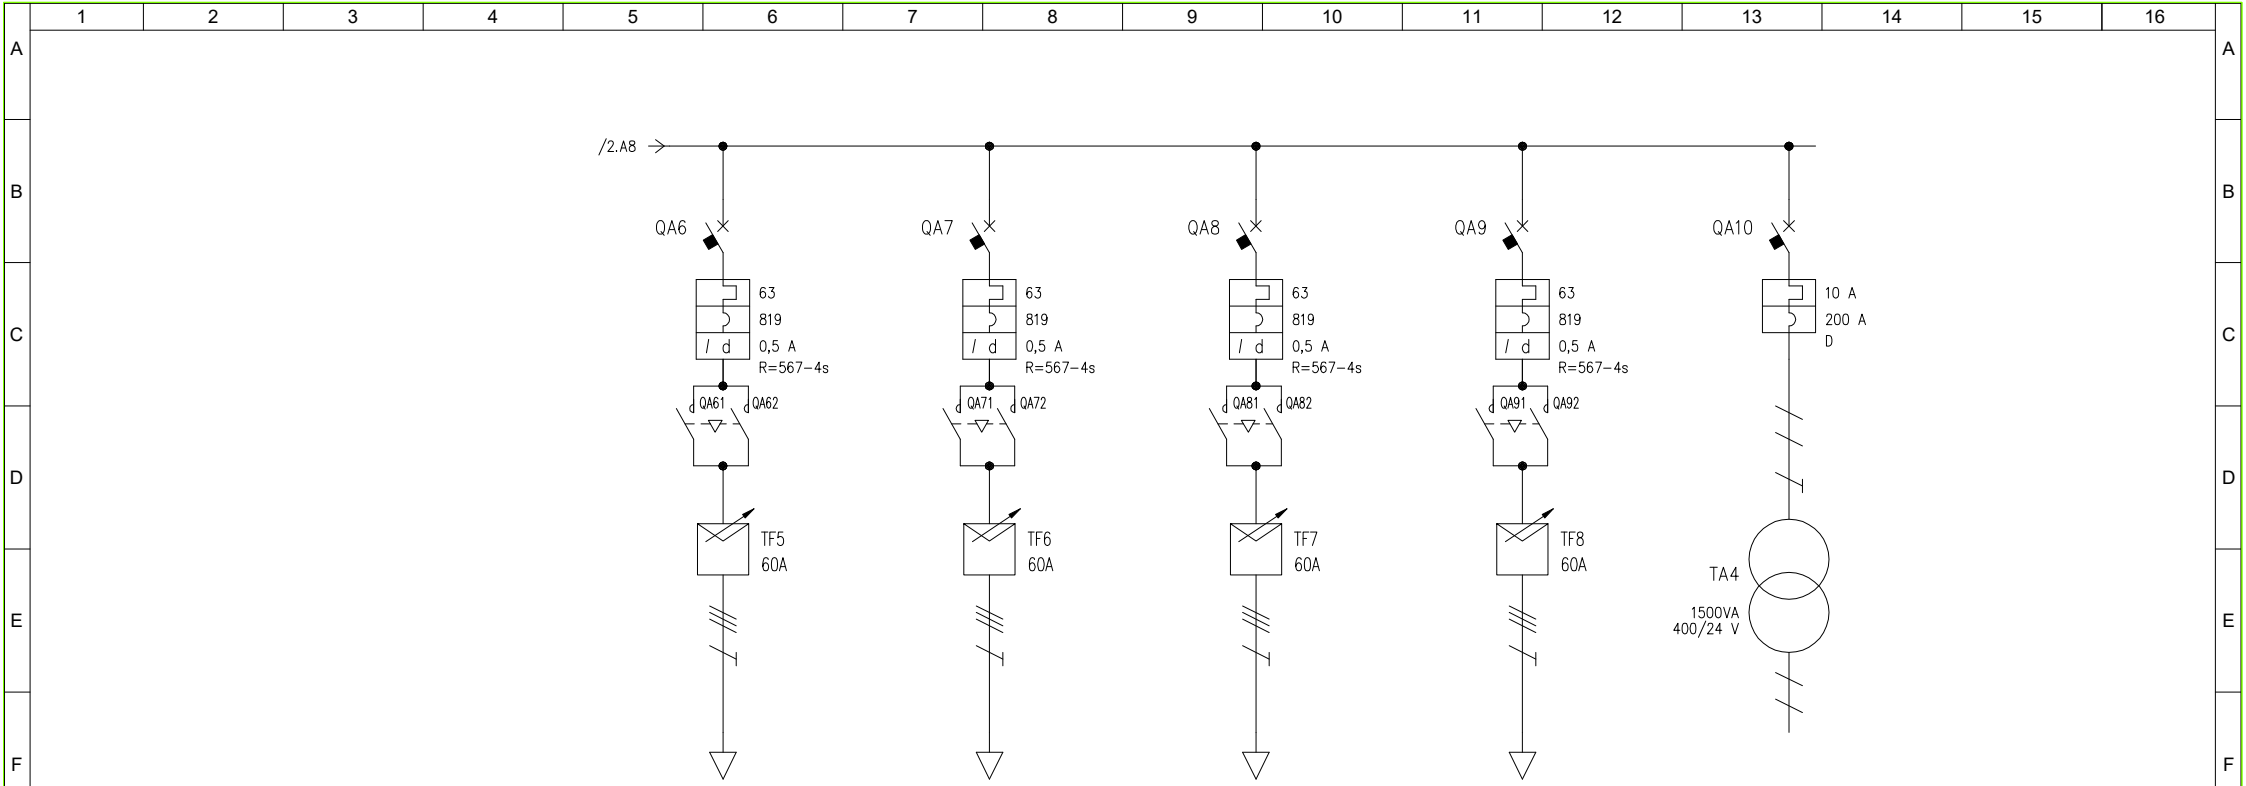 1 2 3 4 5 6 7 8 9 10 11 12 13 14 15 16
A A
/2.A8
B B
QA6 QA7 QA8 QA9 QA10
63 63 63 63 10 A
819 819 819 819 200 A
C C
I d 0,5 A I d 0,5 A I d 0,5 A I d 0,5 A D
R=567-4s R=567-4s R=567-4s R=567-4s
QA61 QA62 QA71 QA72 QA81 QA82 QA91 QA92
D D
TF5 TF6 TF7 TF8
60A 60A 60A 60A
TA4
1500VA
400/24 V
E E
F F